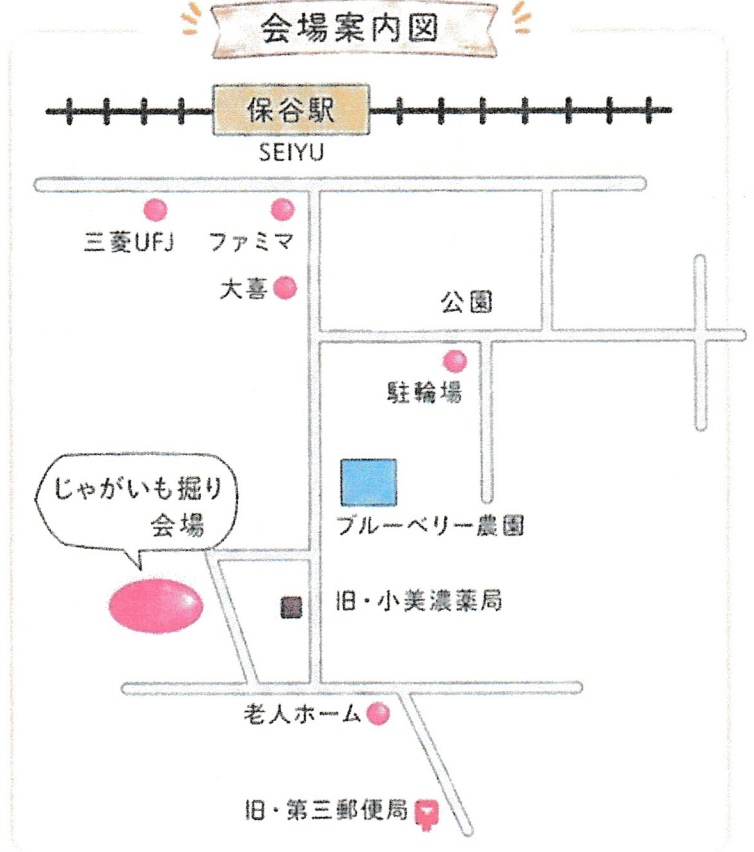 会場案内図
保谷駅
SEIYU
三菱UFJ
ファミマ
大喜
公園
駐輪場
じゃがいも掘り
会場
ブルーベリー農園
旧・小美濃薬局
老人ホーム
旧・第三郵便局